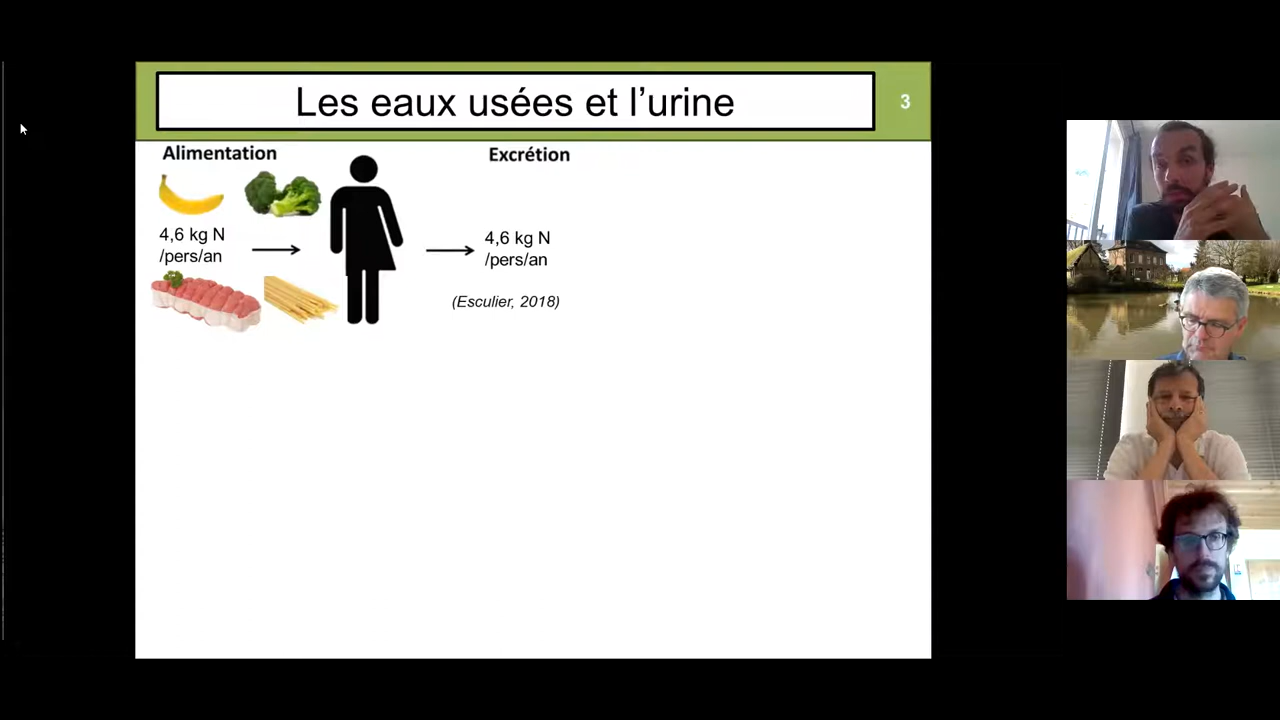 Les eaux usées et l'urine
3
Alimentation
Excrétion
4,6 kg N
/pers/an
4,6 kg N
/pers/an
(Esculier, 2018)